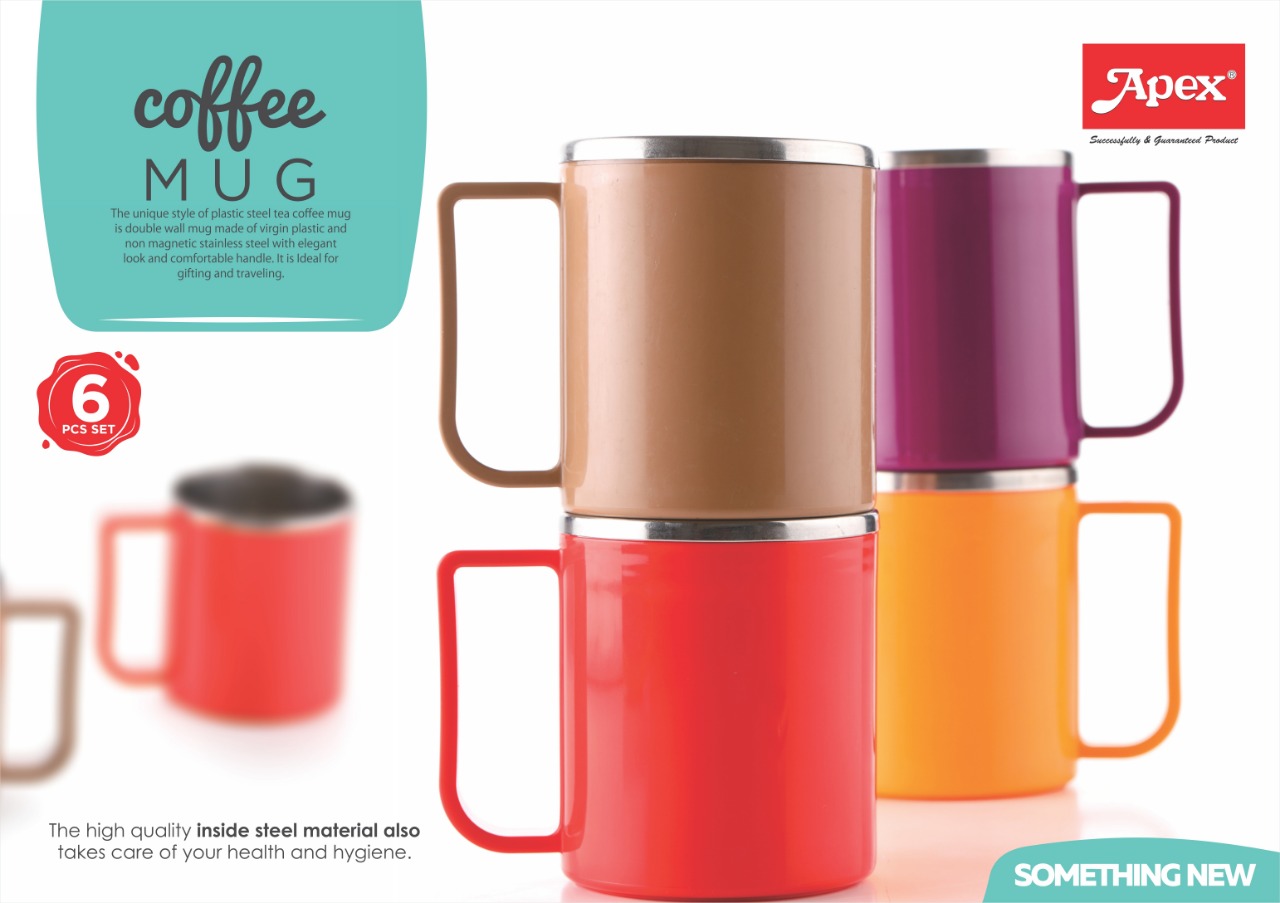 coffee
MUG
The unique style of plastic steel tea coffee mug
is double wall mug made of virgin plastic and
non magnetic stainless steel with elegant
look and comfortable handle. It is Ideal for
gifting and traveling.
Apex®
Successfully & Guaranteed Product
6
PCS SET
The high quality inside steel material also
takes care of your health and hygiene.
SOMETHING NEW